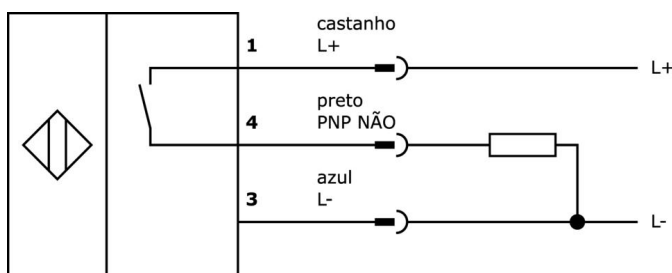 castanho
1 L+
L+
preto
4 PNP NÃO
azul
3 L-
L-